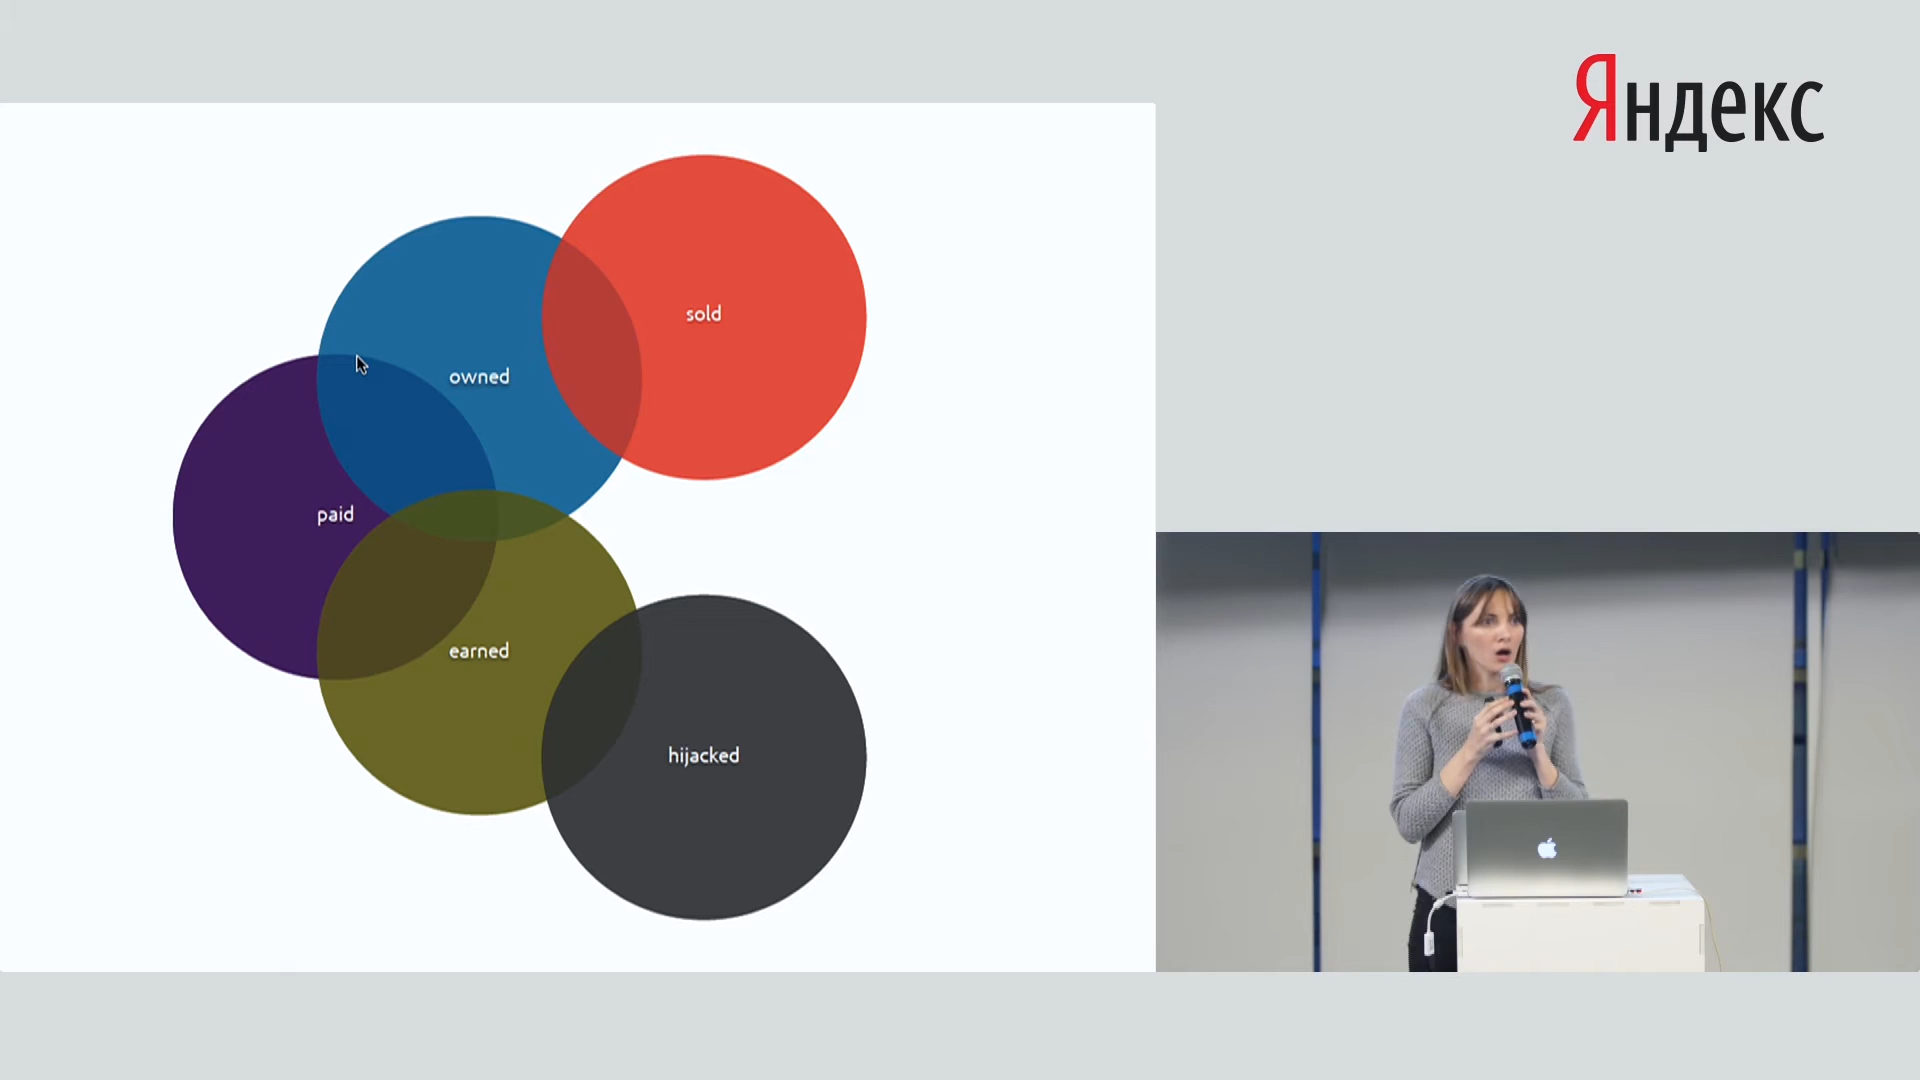 Яндекс
sold
owned
paid
earned
hijacked